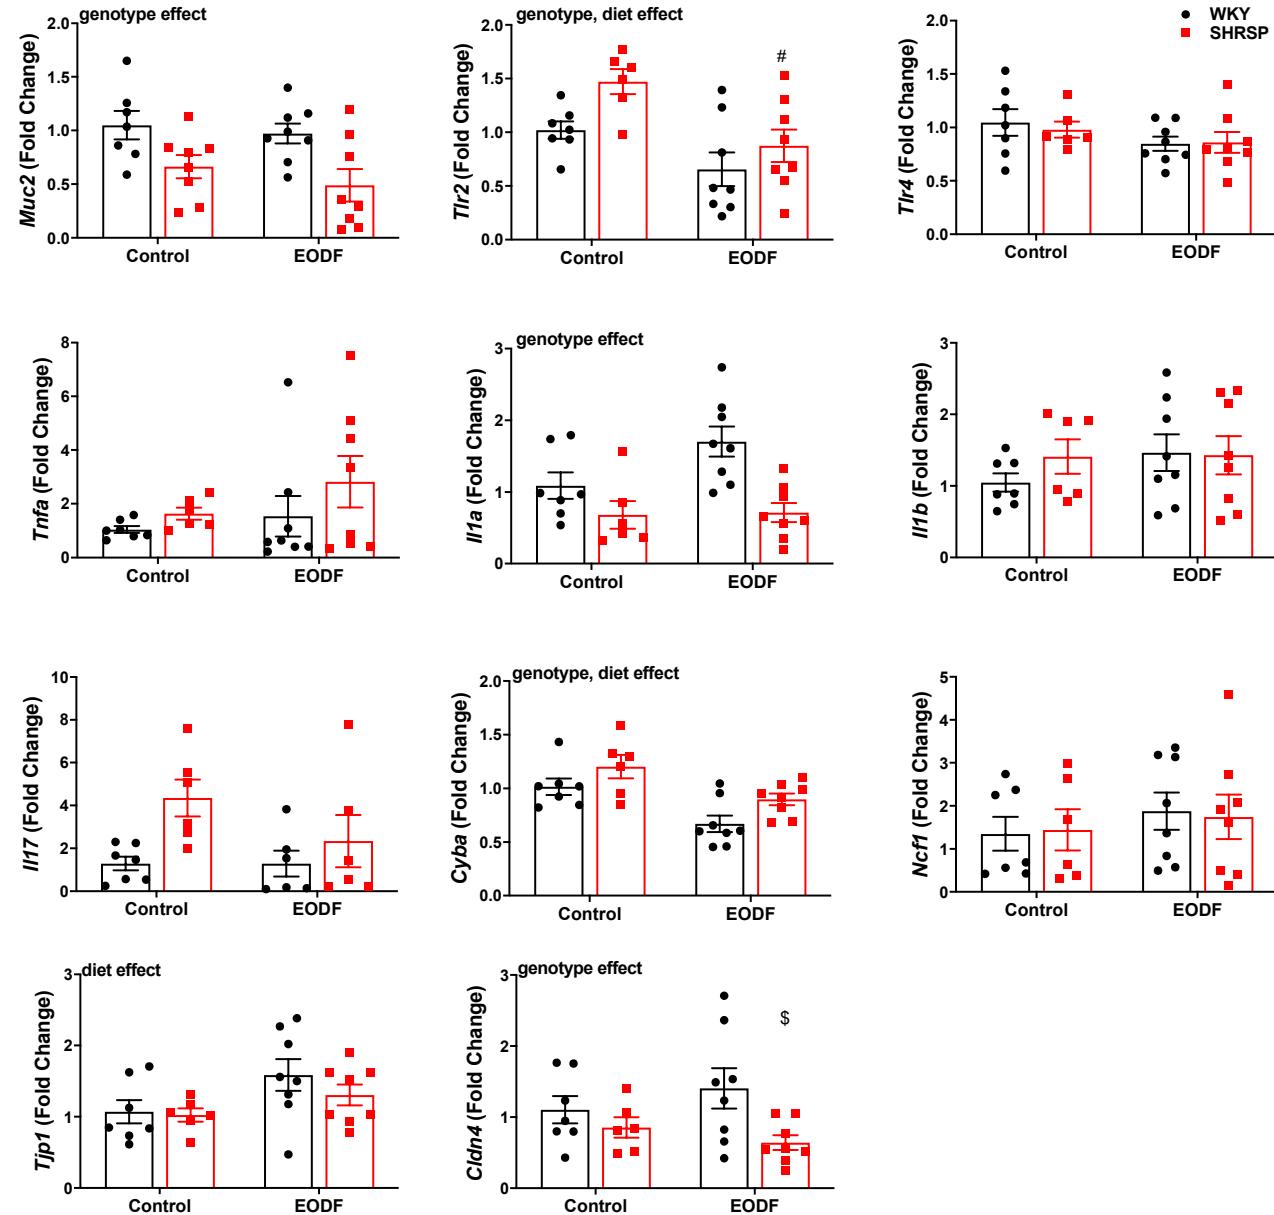 genotype effect
Muc2 (Fold Change)
2.0
1.5
1.0
0.5
0.0
Control
EODF
genotype, diet effect
Tlr2 (Fold Change)
2.0
1.5
1.0
0.5
0.0
#
Control
EODF
WKY
SHRSP
Tlr4 (Fold Change)
2.0
1.5
1.0
0.5
0.0
Control
EODF
Tnfa (Fold Change)
8
6
4
2
0
Control
EODF
genotype effect
Il1a (Fold Change)
3
2
1
0
Control
EODF
Il1b (Fold Change)
3
2
1
0
Control
EODF
Il17 (Fold Change)
10
8
6
4
2
0
Control
EODF
genotype, diet effect
Cyba (Fold Change)
2.0
1.5
1.0
0.5
0.0
Control
EODF
Ncf1 (Fold Change)
5
4
3
2
1
0
Control
EODF
diet effect
Tjp1 (Fold Change)
3
2
1
0
Control
EODF
genotype effect
Cldn4 (Fold Change)
3
2
1
0
$
Control
EODF